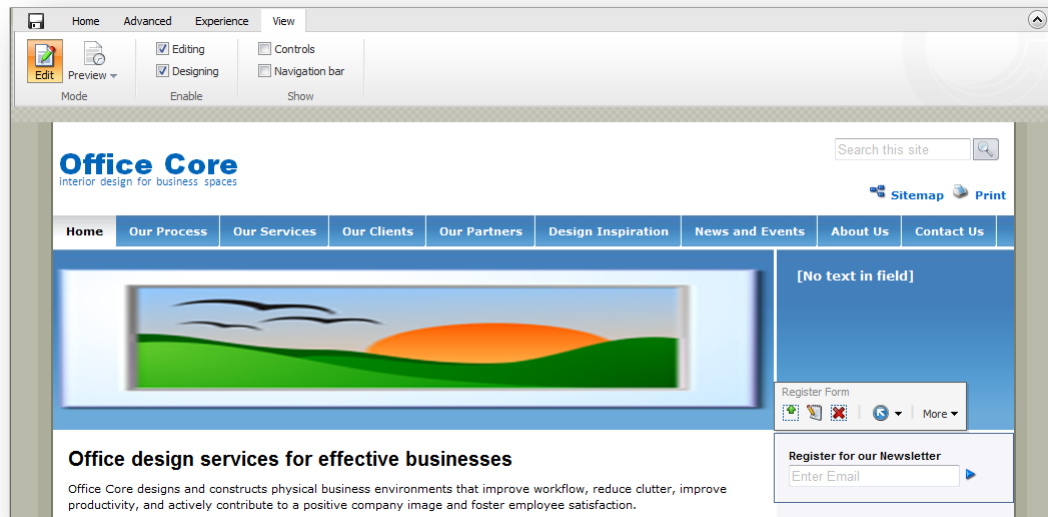 Home Advanced Experience View
Editing Controls
Edit Preview Designing Navigation bar
Mode Enable Show
Office Core
interior design for business spaces
Search this site
Sitemap Print
Home Our Process Our Services Our Clients Our Partners Design Inspiration News and Events About Us Contact Us
[No text in field]
Register Form
More
Office design services for effective businesses
Office Core designs and constructs physical business environments that improve workflow, reduce clutter, improve
productivity, and actively contribute to a positive company image and foster employee satisfaction.
Register for our Newsletter
Enter Email